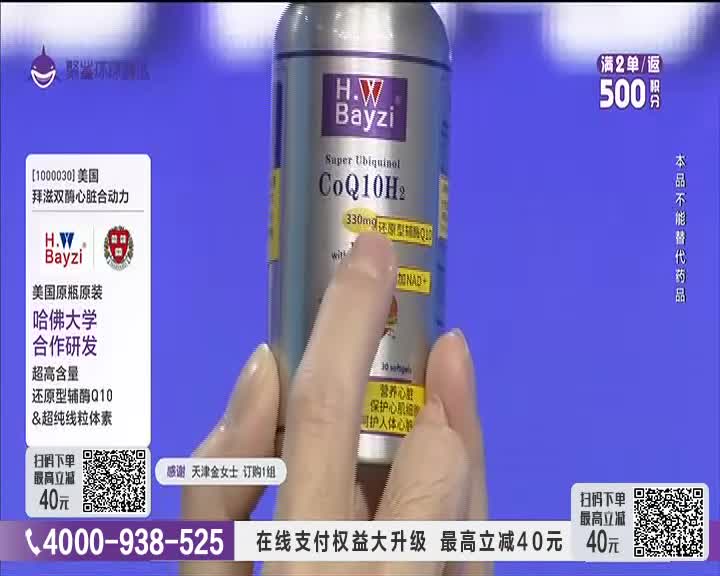 聚鲨环球精选
满2单/返
500积分
本品不能替代药品
[1000030] 美国
拜滋双酶心脏合动力
H.W
Bayzi
美国原瓶原装
哈佛大学
合作研发
超高含量
还原型辅酶Q10
&超纯线粒体素
扫码下单
最高立减
40元
H.W
Bayzi
Super Ubiquinol
CoQ10H2
330mg
还原型辅酶Q10
with
加NAD+
30 softgels
营养心脏
保护心肌细胞
呵护人体心脏
感谢 天津金女士 订购1组
4000-938-525
在线支付权益大升级 最高立减40元
扫码下单
最高立减
40元